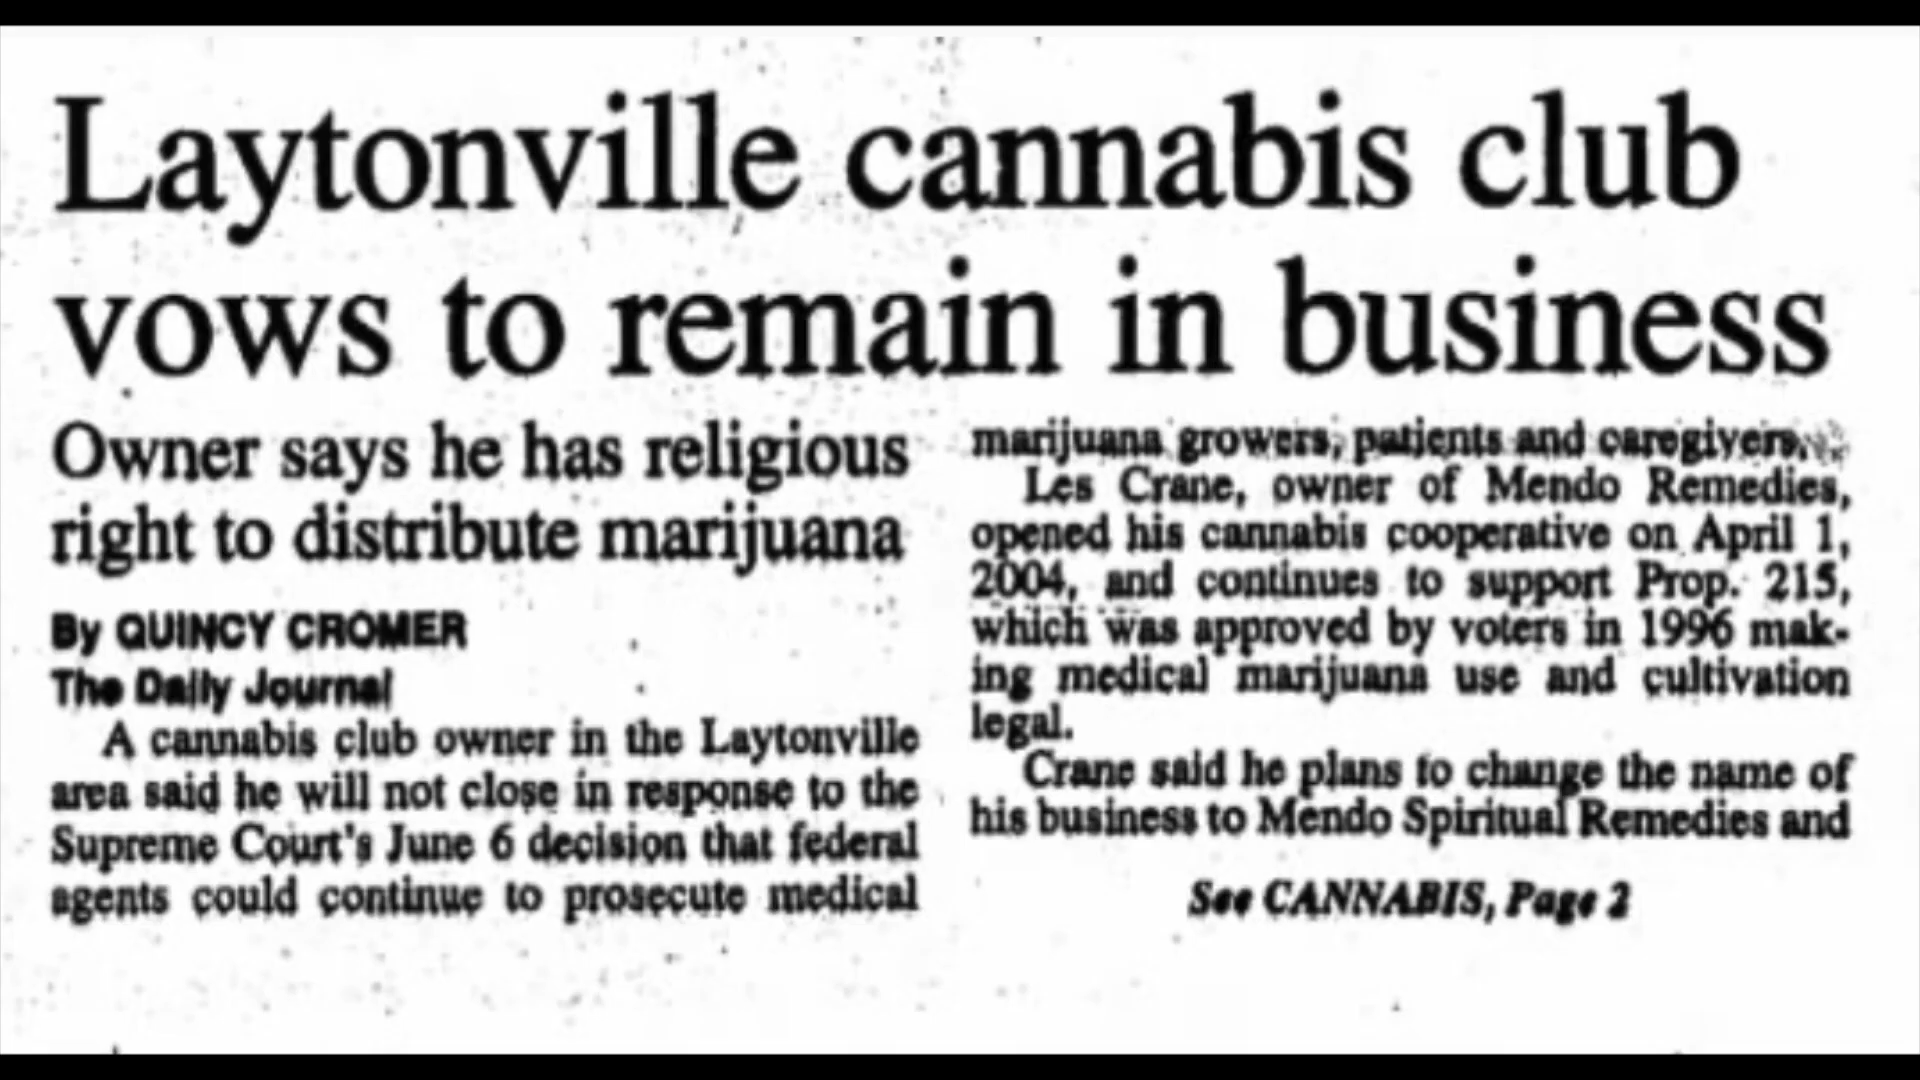 Laytonville cannabis club
vows to remain in business
Owner says he has religious
right to distribute marijuana
By QUINCY CROMER
The Daily Journal
A cannabis club owner in the Laytonville
area said he will not close in response to the
Supreme Court's June 6 decision that federal
agents could continue to prosecute medical
marijuana growers, patients and caregivers.
Les Crane, owner of Mendo Remedies,
opened his cannabis cooperative on April 1,
2004, and continues to support Prop. 215,
which was approved by voters in 1996 mak-
ing medical marijuana use and cultivation
legal.
Crane said he plans to change the name of
his business to Mendo Spiritual Remedies and
See CANNABIS, Page 2